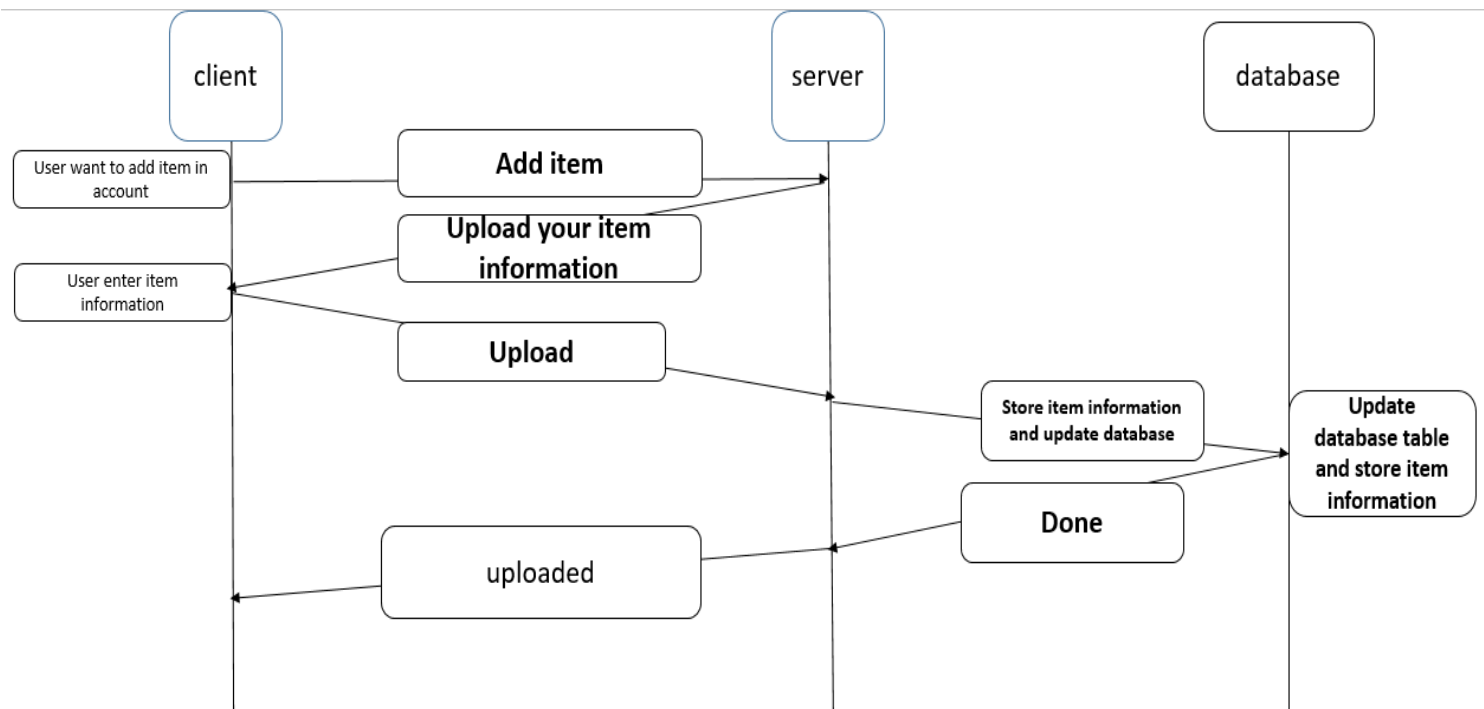 client
server
database
User want to add item in
account
Add item
Upload your item
information
User enter item
information
Upload
Store item information
and update database
Update
database table
and store item
information
Done
uploaded